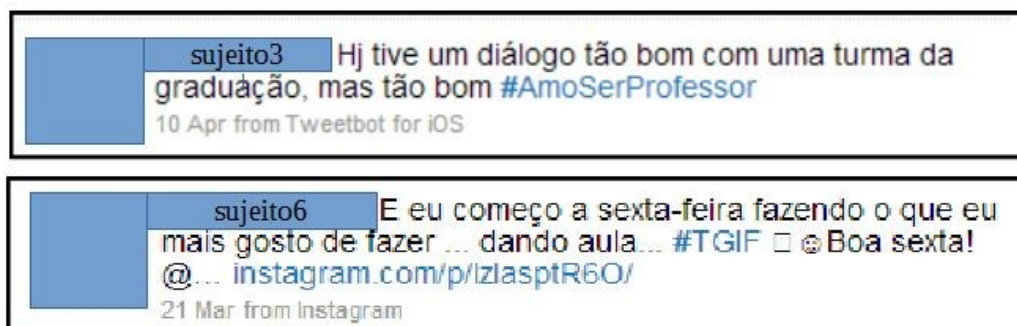 sujeito3 Hj tive um diálogo tão bom com uma turma da
graduação, mas tão bom #AmoSerProfessor
10 Apr from Tweetbot for iOS
sujeito6 E eu começo a sexta-feira fazendo o que eu
mais gosto de fazer ... dando aula... #TGIF □ ☺Boa sexta!
@... instagram.com/p/lzlasptR6O/
21 Mar from Instagram